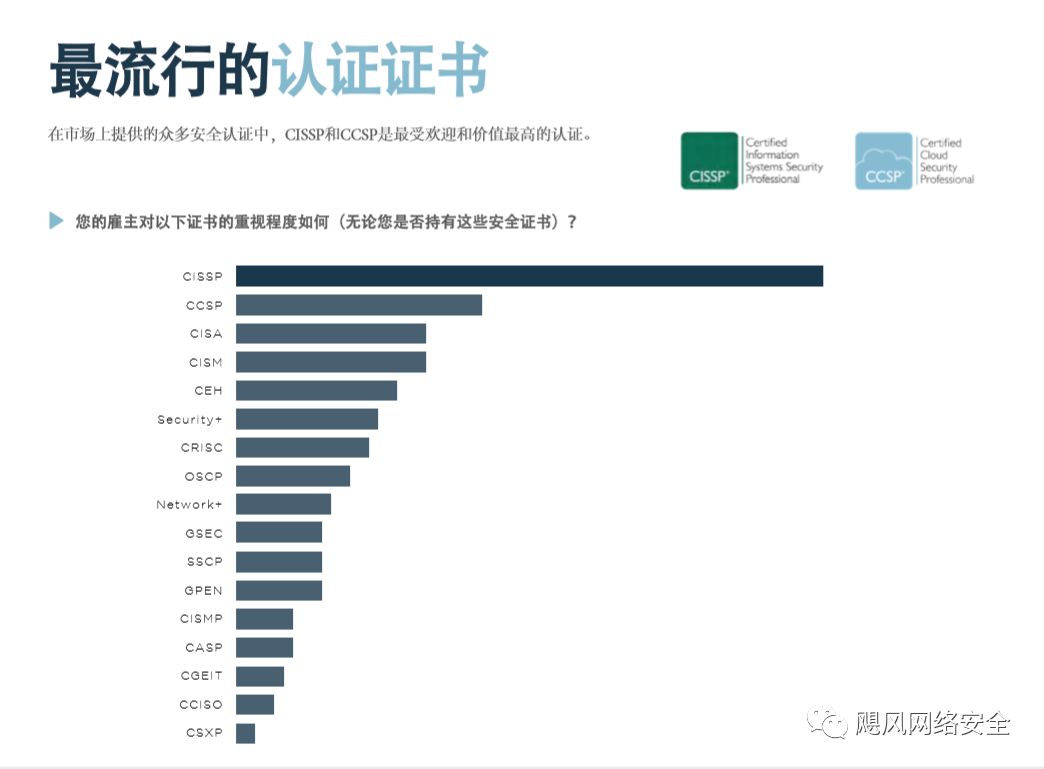 最流行的认证证书
在市场上提供的众多安全认证中，CISSP和CCSP是最受欢迎和价值最高的认证。
CISSP®
Certified
Information
Systems Security
Professional
CCSP®
Certified
Cloud
Security
Professional
您的雇主对以下证书的重视程度如何（无论您是否持有这些安全证书）？
CISSP
CCSP
CISA
CISM
CEH
Security+
CRISC
OSCP
Network+
GSEC
SSCP
GPEN
CISMP
CASP
CGEIT
CCISO
CSXP
飓风网络安全